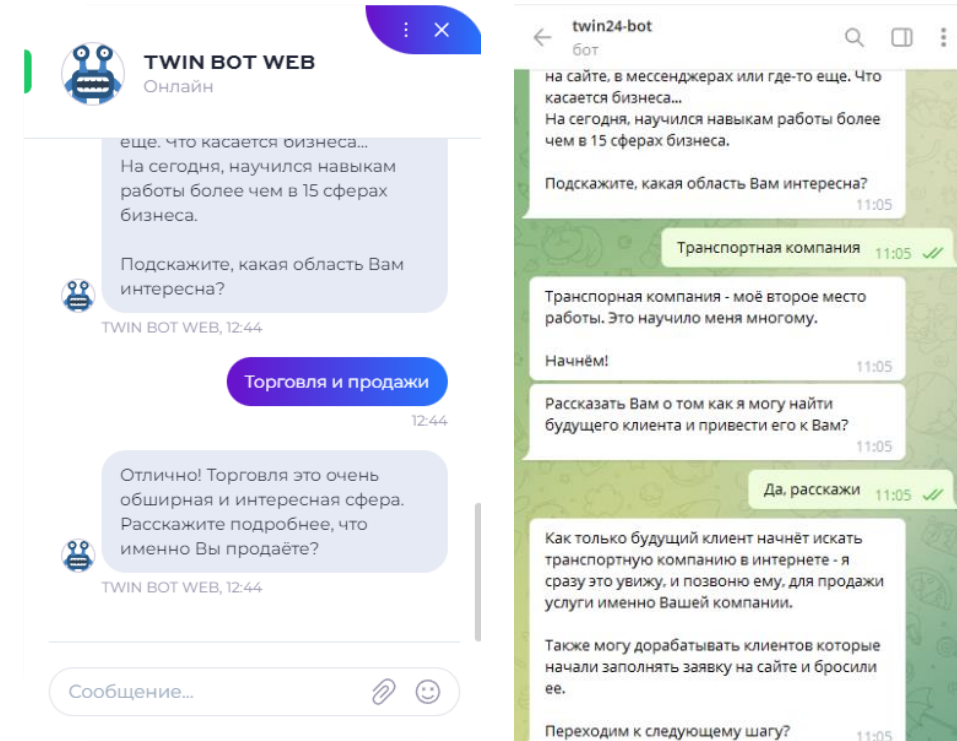 TWIN BOT WEB
Онлайн
еще. Что касается бизнеса...
На сегодня, научился навыкам
работы более чем в 15 сферах
бизнеса.
Подскажите, какая область Вам
интересна?
TWIN BOT WEB, 12:44
Торговля и продажи
12:44
Отлично! Торговля это очень
обширная и интересная сфера.
Расскажите подробнее, что
именно Вы продаёте?
TWIN BOT WEB, 12:44
Сообщение...
twin24-bot
бот
на сайте, в мессенджерах или где-то еще. Что
касается бизнеса...
На сегодня, научился навыкам работы более
чем в 15 сферах бизнеса.
Подскажите, какая область Вам интересна?
11:05
Транспортная компания 11:05
Транспорная компания - моё второе место
работы. Это научило меня многому.
Начнём!
11:05
Рассказать Вам о том как я могу найти
будущего клиента и привести его к Вам?
11:05
Да, расскажи 11:05
Как только будущий клиент начнёт искать
транспортную компанию в интернете - я
сразу это увижу, и позвоню ему, для продажи
услуги именно Вашей компании.
Также могу дорабатывать клиентов которые
начали заполнять заявку на сайте и бросили
ее.
Переходим к следующему шагу?
11:05